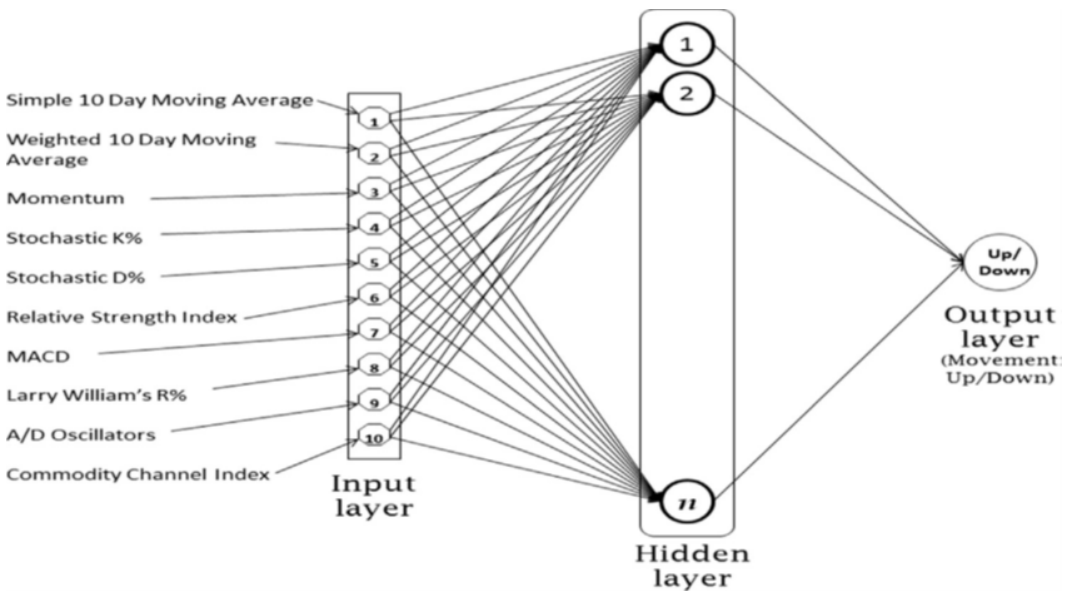 Simple 10 Day Moving Average
Weighted 10 Day Moving
Average
Momentum
Stochastic K%
Stochastic D%
Relative Strength Index
MACD
Larry William's R%
A/D Oscillators
Commodity Channel Index
1
2
3
4
5
6
7
8
9
10
Input
layer
1
2
n
Hidden
layer
Up/
Down
Output
layer
(Movement:
Up/Down)